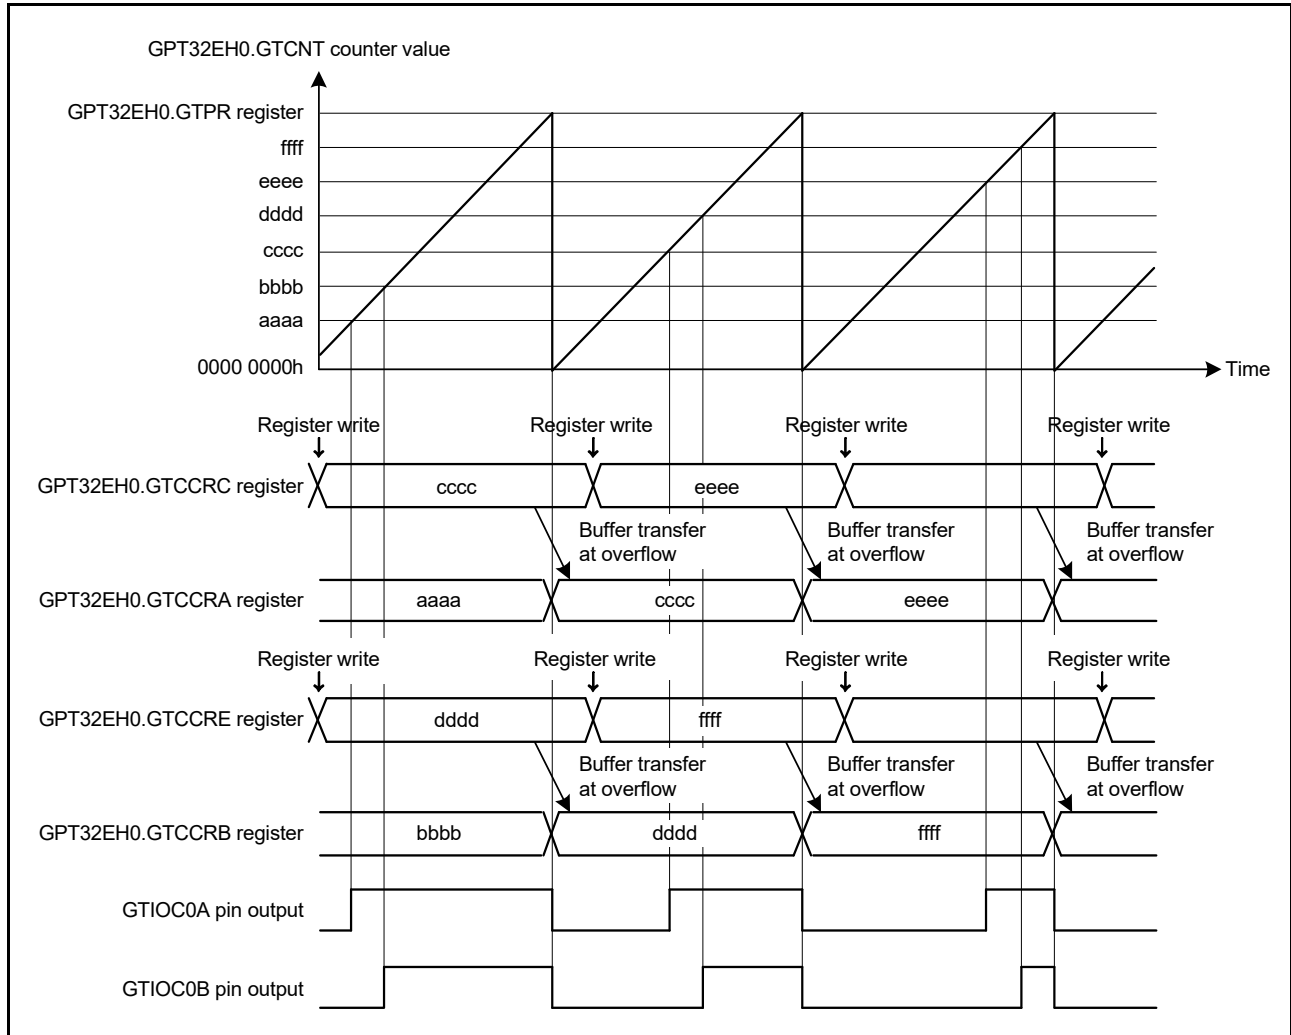 GPT32EH0.GTCNT counter value
GPT32EH0.GTPR register
ffff
eeee
dddd
cccc
bbbb
aaaa
0000 0000h
Time
Register write Register write Register write Register write
GPT32EH0.GTCCRC register cccc eeee
Buffer transfer Buffer transfer Buffer transfer
at overflow at overflow at overflow
GPT32EH0.GTCCRA register aaaa cccc eeee
Register write Register write Register write Register write
GPT32EH0.GTCCRE register dddd ffff
Buffer transfer Buffer transfer Buffer transfer
at overflow at overflow at overflow
GPT32EH0.GTCCRB register bbbb dddd ffff
GTIOC0A pin output
GTIOC0B pin output